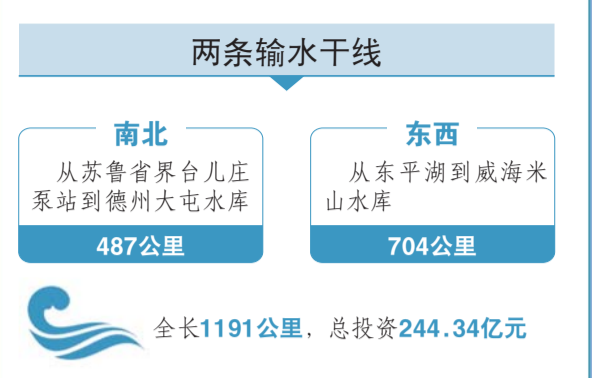 两条输水干线
南北
从苏鲁省界台儿庄
泵站到德州大屯水库
487公里
东西
从东平湖到威海米
山水库
704公里
全长1191公里，总投资244.34亿元